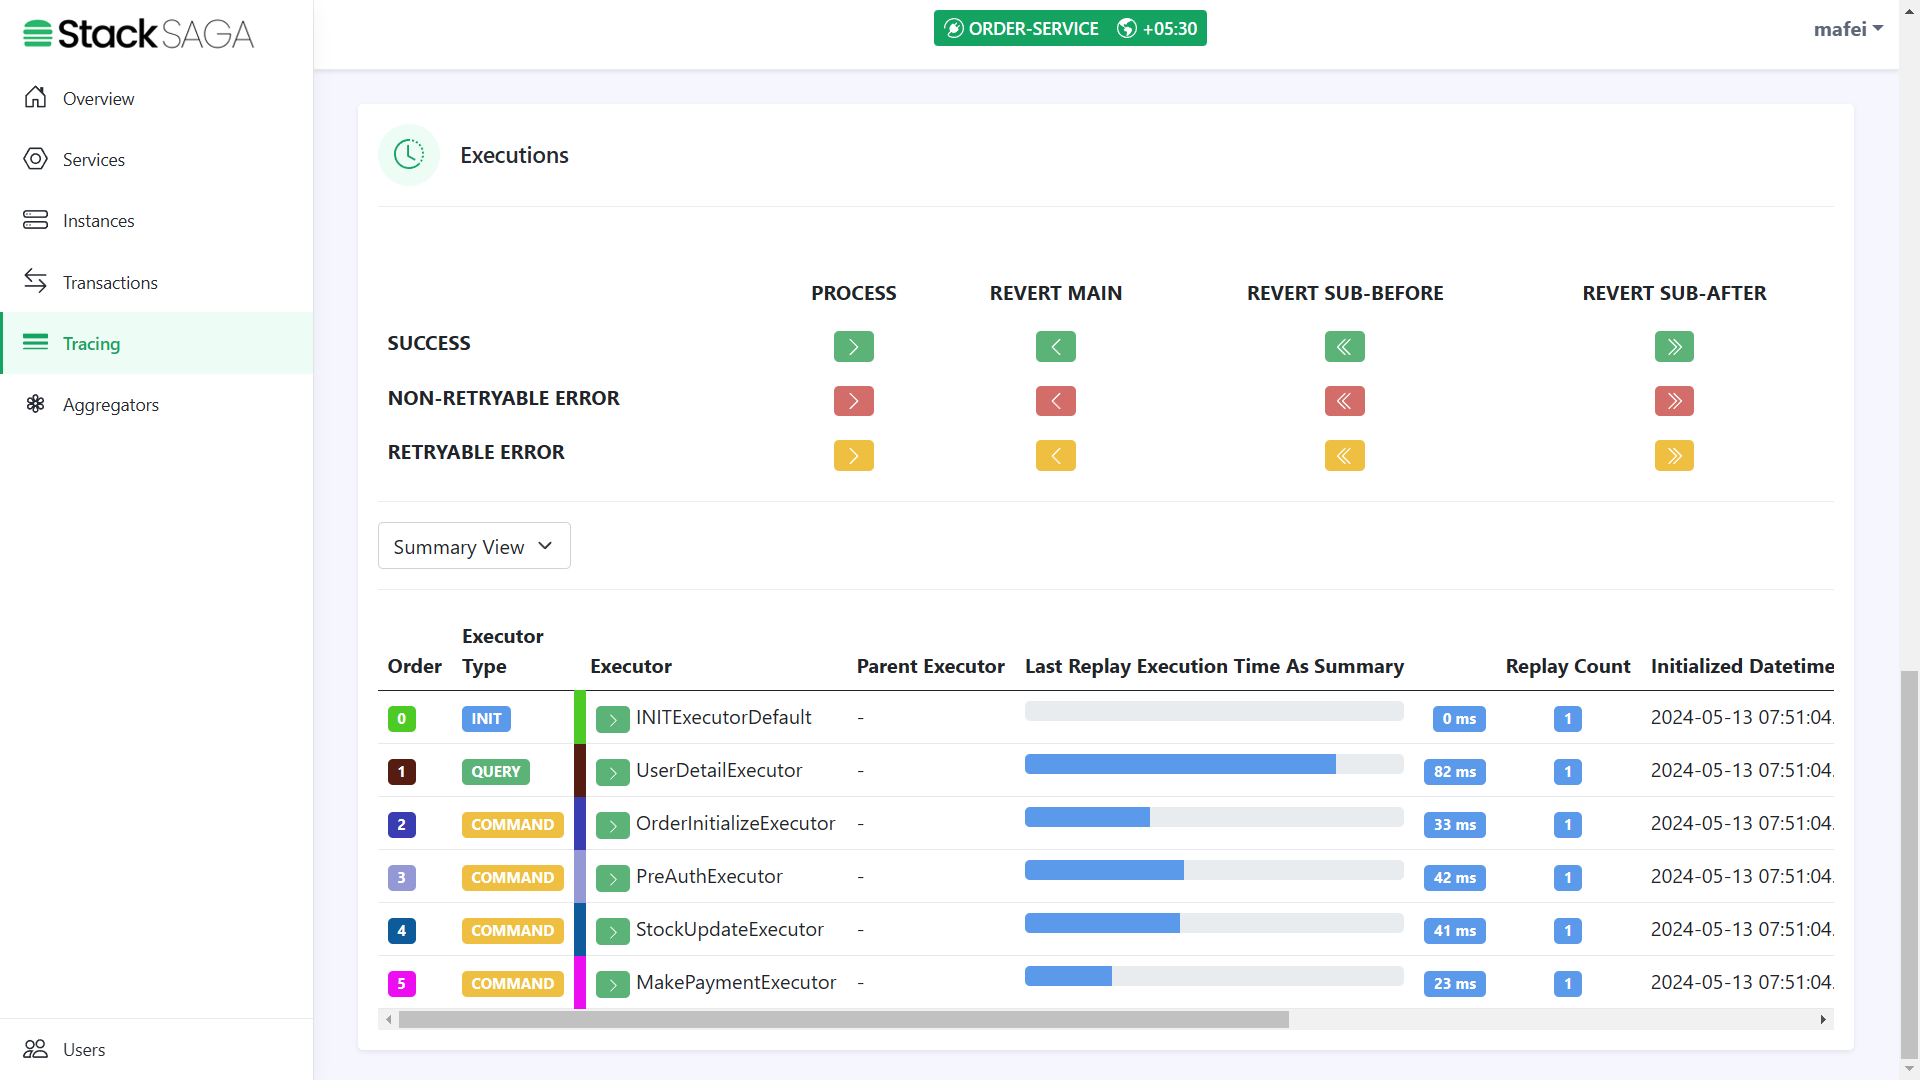 StackSAGA
ORDER-SERVICE +05:30
mafei
Overview
Services
Instances
Transactions
Tracing
Aggregators
Users
Executions
PROCESS REVERT MAIN REVERT SUB-BEFORE REVERT SUB-AFTER
SUCCESS
NON-RETRYABLE ERROR
RETRYABLE ERROR
Summary View
Order Executor Type Executor Parent Executor Last Replay Execution Time As Summary Replay Count Initialized Datetime
0 INIT INITExecutorDefault - 0 ms 1 2024-05-13 07:51:04.
1 QUERY UserDetailExecutor - 82 ms 1 2024-05-13 07:51:04.
2 COMMAND OrderInitializeExecutor - 33 ms 1 2024-05-13 07:51:04.
3 COMMAND PreAuthExecutor - 42 ms 1 2024-05-13 07:51:04.
4 COMMAND StockUpdateExecutor - 41 ms 1 2024-05-13 07:51:04.
5 COMMAND MakePaymentExecutor - 23 ms 1 2024-05-13 07:51:04.